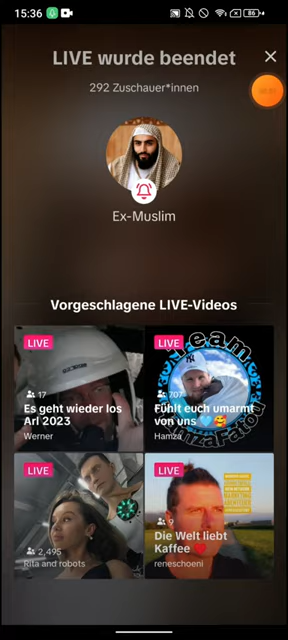 15:36
86
LIVE wurde beendet
292 Zuschauer*innen
Ex-Muslim
Vorgeschlagene LIVE-Videos
LIVE
17
Es geht wieder los
Arl 2023
Werner
LIVE
Team
707
Fühlt euch umarmt
von uns
Hamza
LIVE
2,495
Rita and robots
LIVE
9
Die Welt liebt
Kaffee
reneschoeni